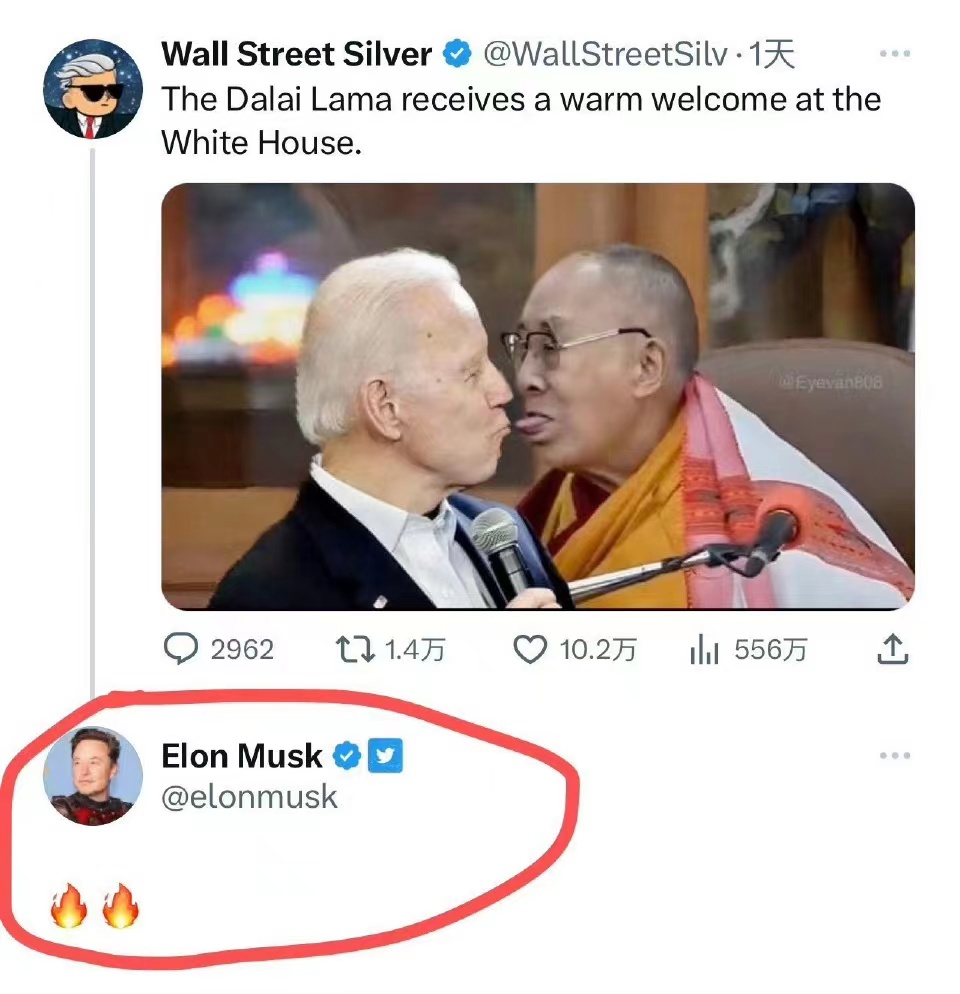 Wall Street Silver @WallStreetSilv · 1天
The Dalai Lama receives a warm welcome at the
White House.
@Eyevan808
2962 1.4万 10.2万 556万
Elon Musk
@elonmusk
🔥🔥